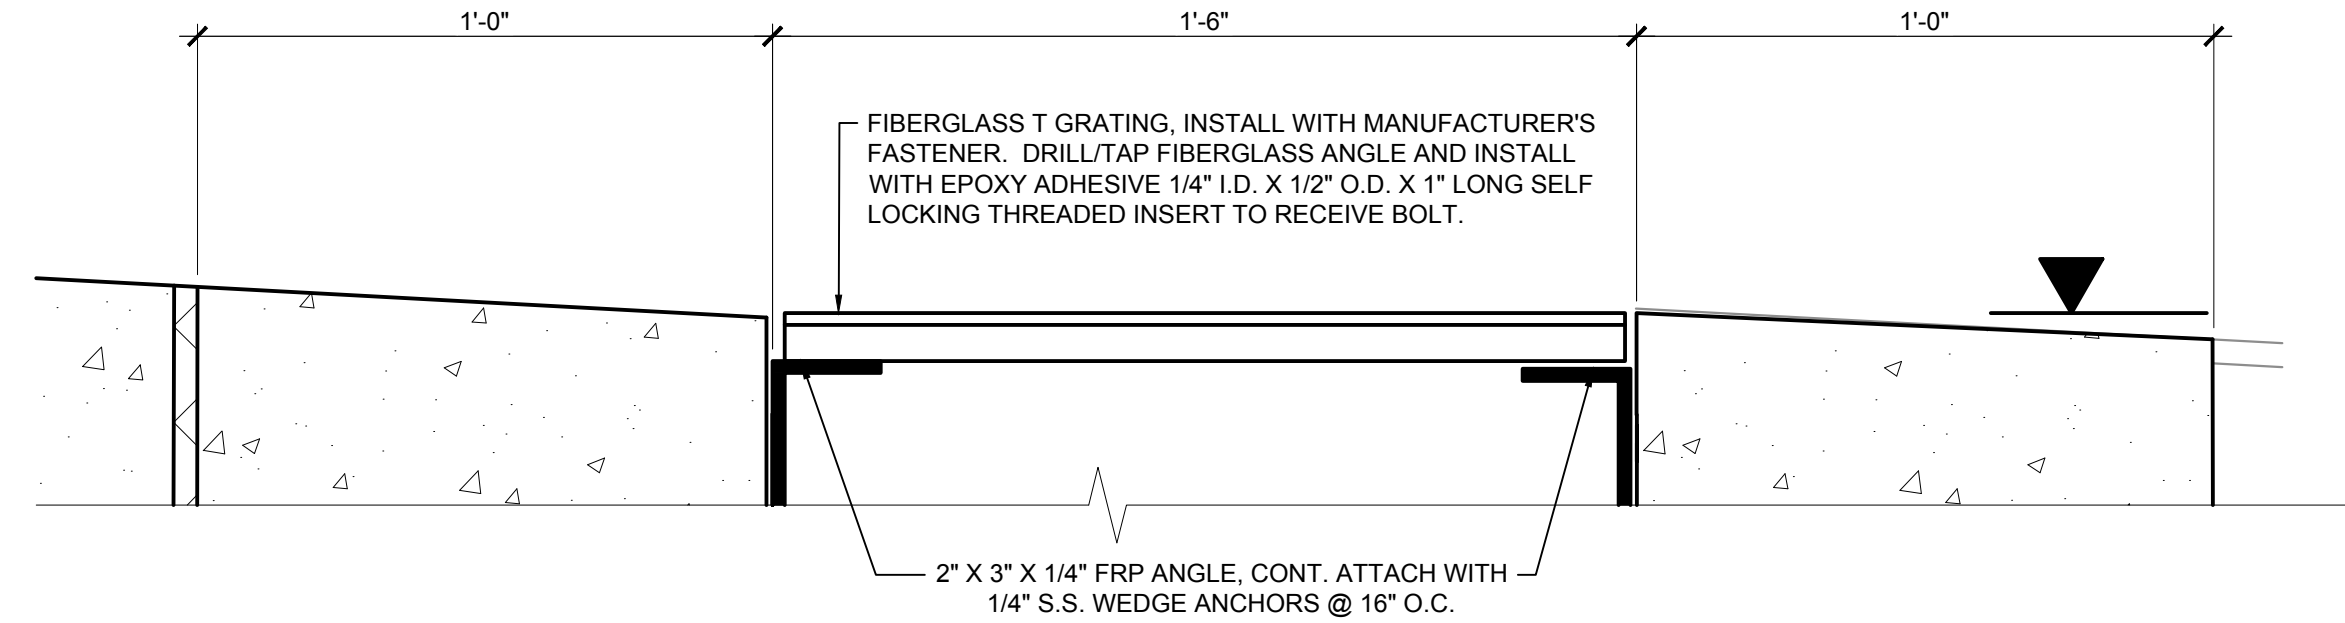 1'-0"
1'-6"
1'-0"
FIBERGLASS T GRATING, INSTALL WITH MANUFACTURER'S
FASTENER. DRILL/TAP FIBERGLASS ANGLE AND INSTALL
WITH EPOXY ADHESIVE 1/4" I.D. X 1/2" O.D. X 1" LONG SELF
LOCKING THREADED INSERT TO RECEIVE BOLT.
2" X 3" X 1/4" FRP ANGLE, CONT. ATTACH WITH
1/4" S.S. WEDGE ANCHORS @ 16" O.C.